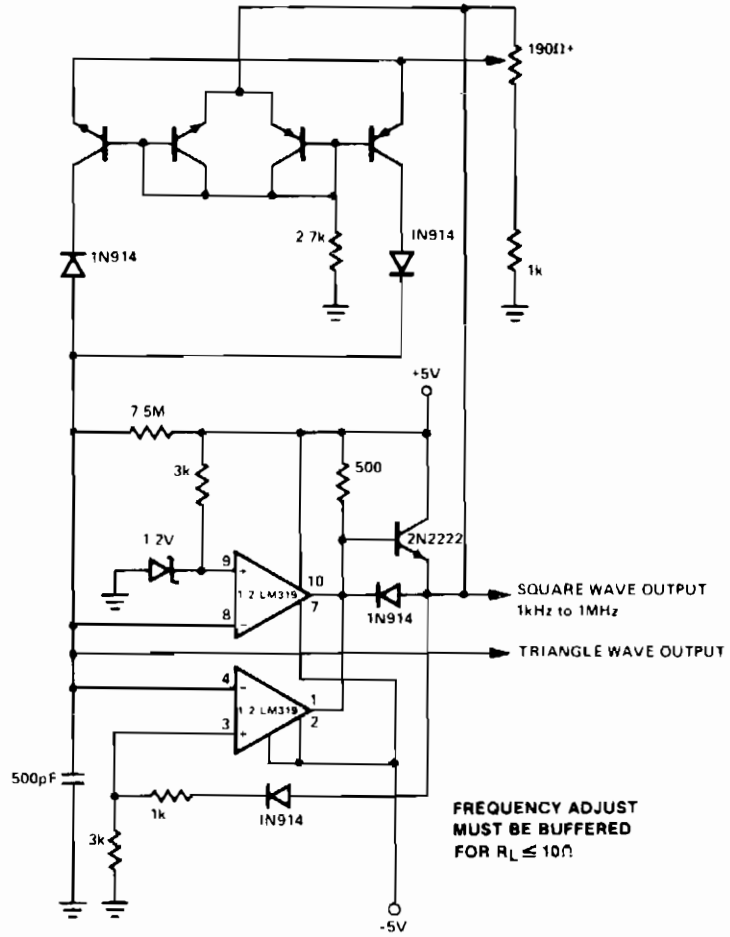 190Ω+
1N914
2 7k
IN914
1k
+5V
7 5M
3k
500
2N2222
1 2V
9
+
10
1 2 LM319
7
8
−
1N914
SQUARE WAVE OUTPUT
1kHz to 1MHz
TRIANGLE WAVE OUTPUT
4
−
1
1 2 LM319
2
3
+
500pF
1k
IN914
3k
FREQUENCY ADJUST
MUST BE BUFFERED
FOR RL ≤ 10Ω
-5V